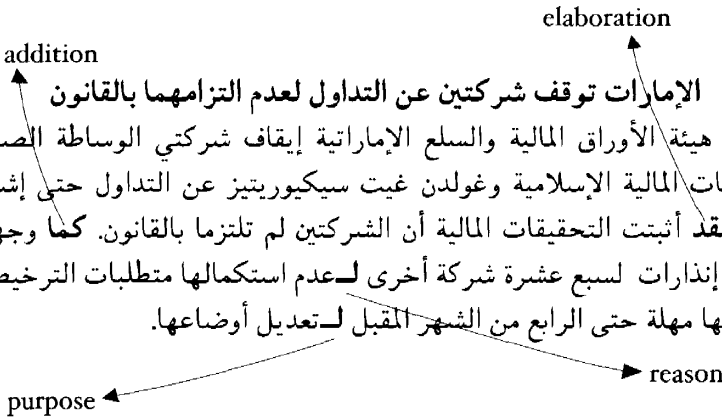 elaboration
addition
الإمارات توقف شركتين عن التداول لعدم التزامهما بالقانون
هيئة الأوراق المالية والسلع الإماراتية إيقاف شركتي الوساطة
المالية الإسلامية وغولدن غيت سيكيوريتيز عن التداول حتى
أثبتت التحقيقات المالية أن الشركتين لم تلتزما بالقانون. كما
إنذارات لسبع عشرة شركة أخرى لـعدم استكمالها متطلبات
مهلة حتى الرابع من الشهر المقبل لـتعديل أوضاعها.
reason
purpose